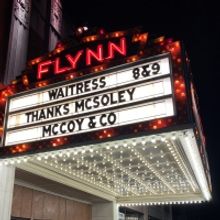 FLYNN
WAITRESS 8&9
THANKS MCSOLEY
MCCOY & CO